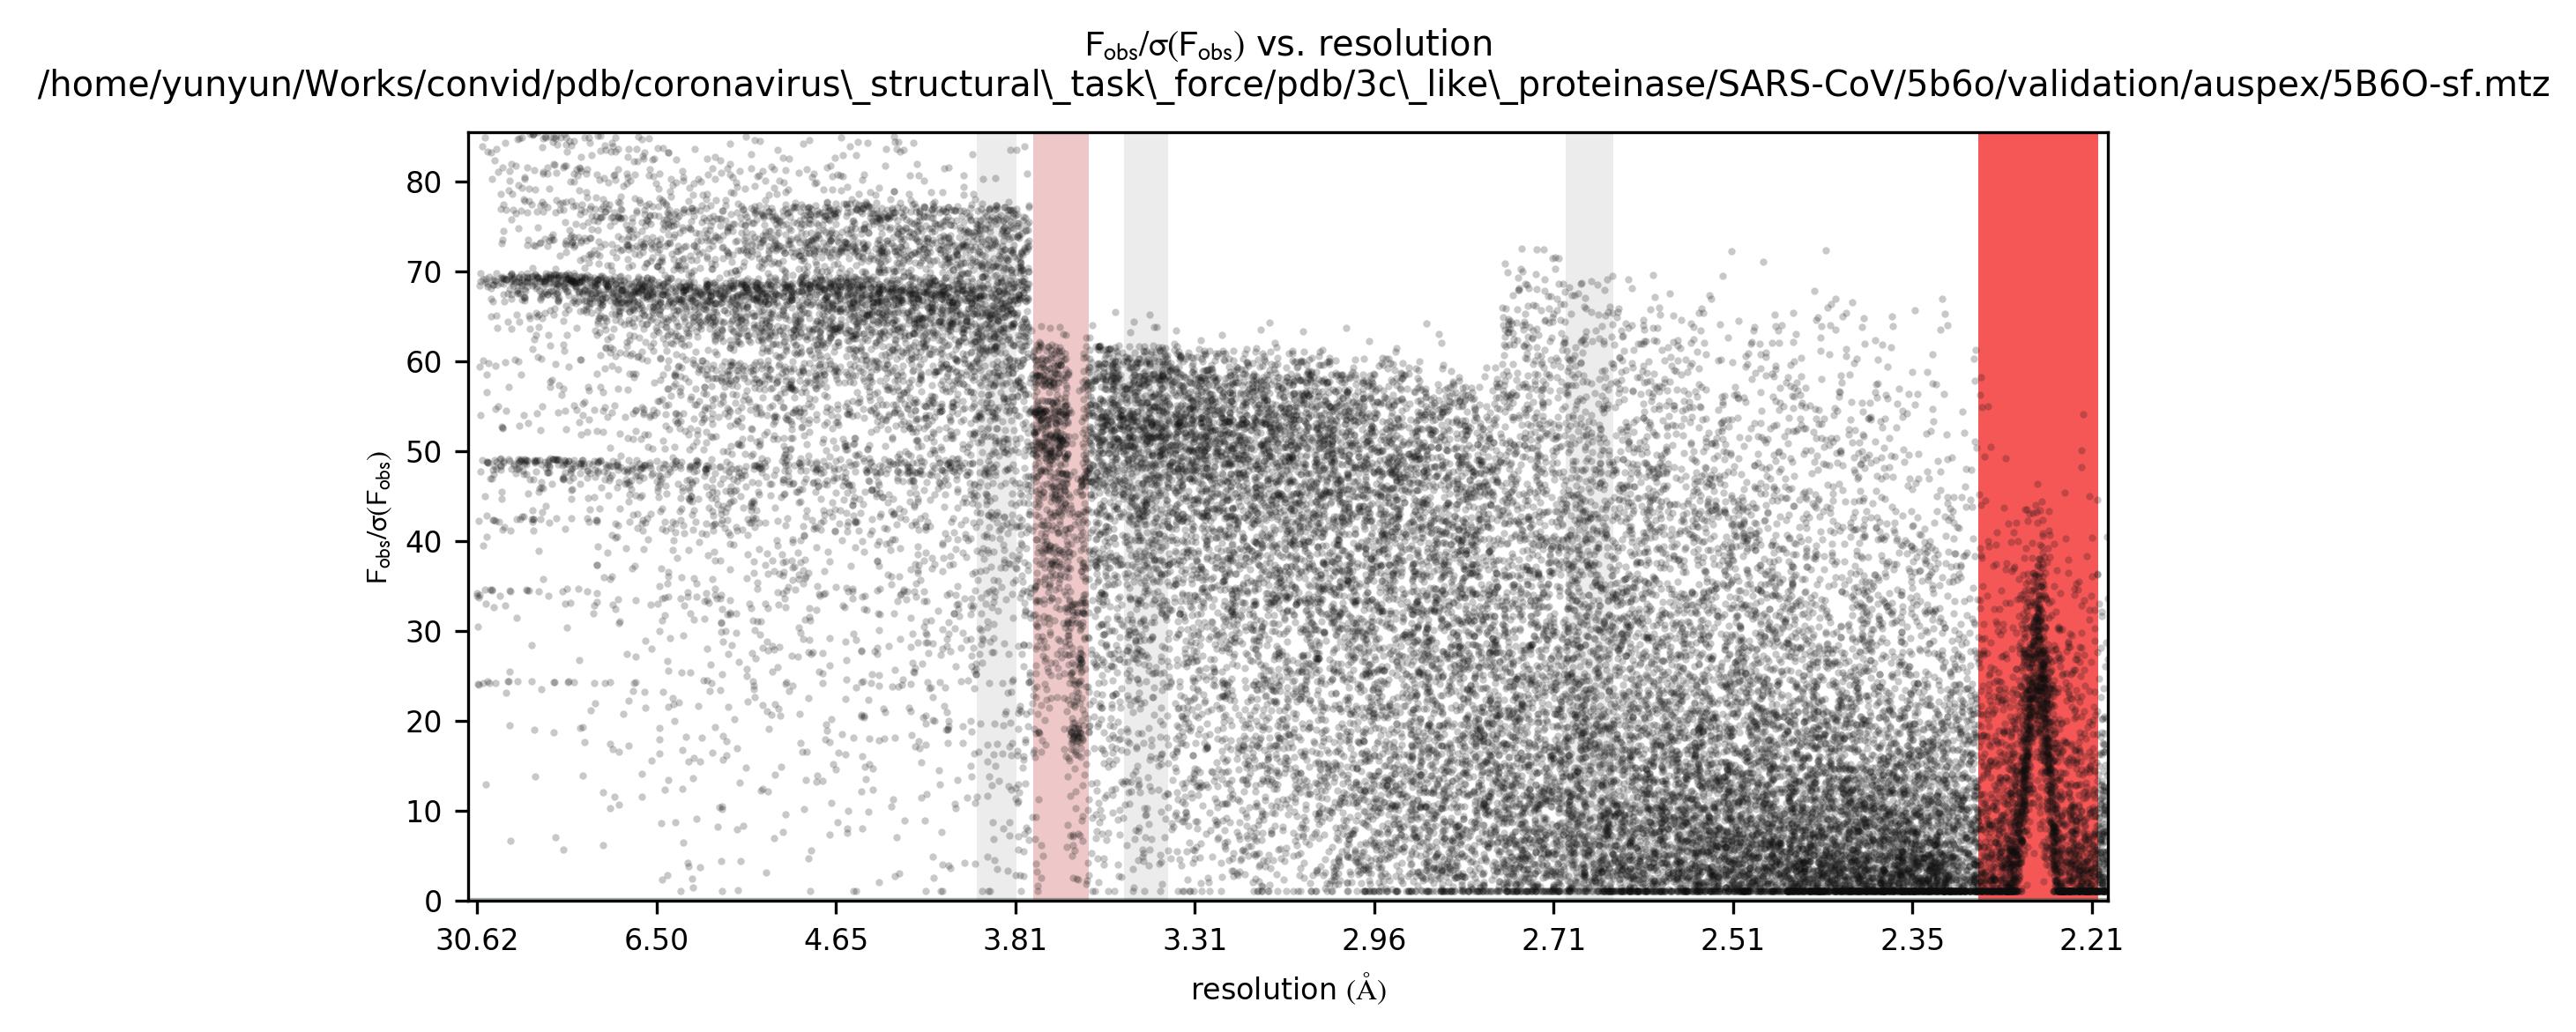 Fobs/σ(Fobs) vs. resolution
/home/yunyun/Works/convid/pdb/coronavirus\_structural\_task\_force/pdb/3c\_like\_proteinase/SARS-CoV/5b6o/validation/auspex/5B6O-sf.mtz
80
70
60
50
40
30
20
10
0
Fobs/σ(Fobs)
30.62 6.50 4.65 3.81 3.31 2.96 2.71 2.51 2.35 2.21
resolution (Å)